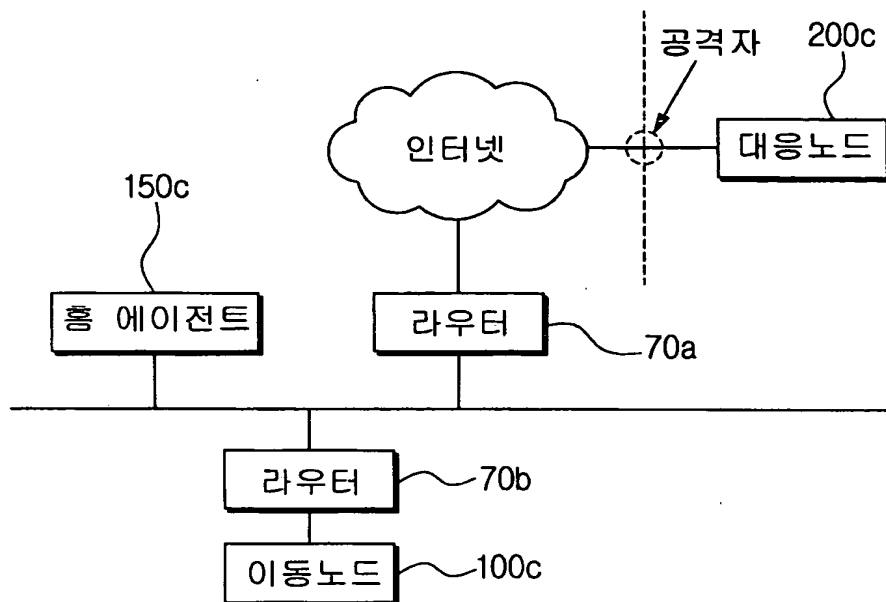 공격자
200c
인터넷
대응노드
150c
홈 에이전트
라우터
70a
라우터
70b
이동노드
100c